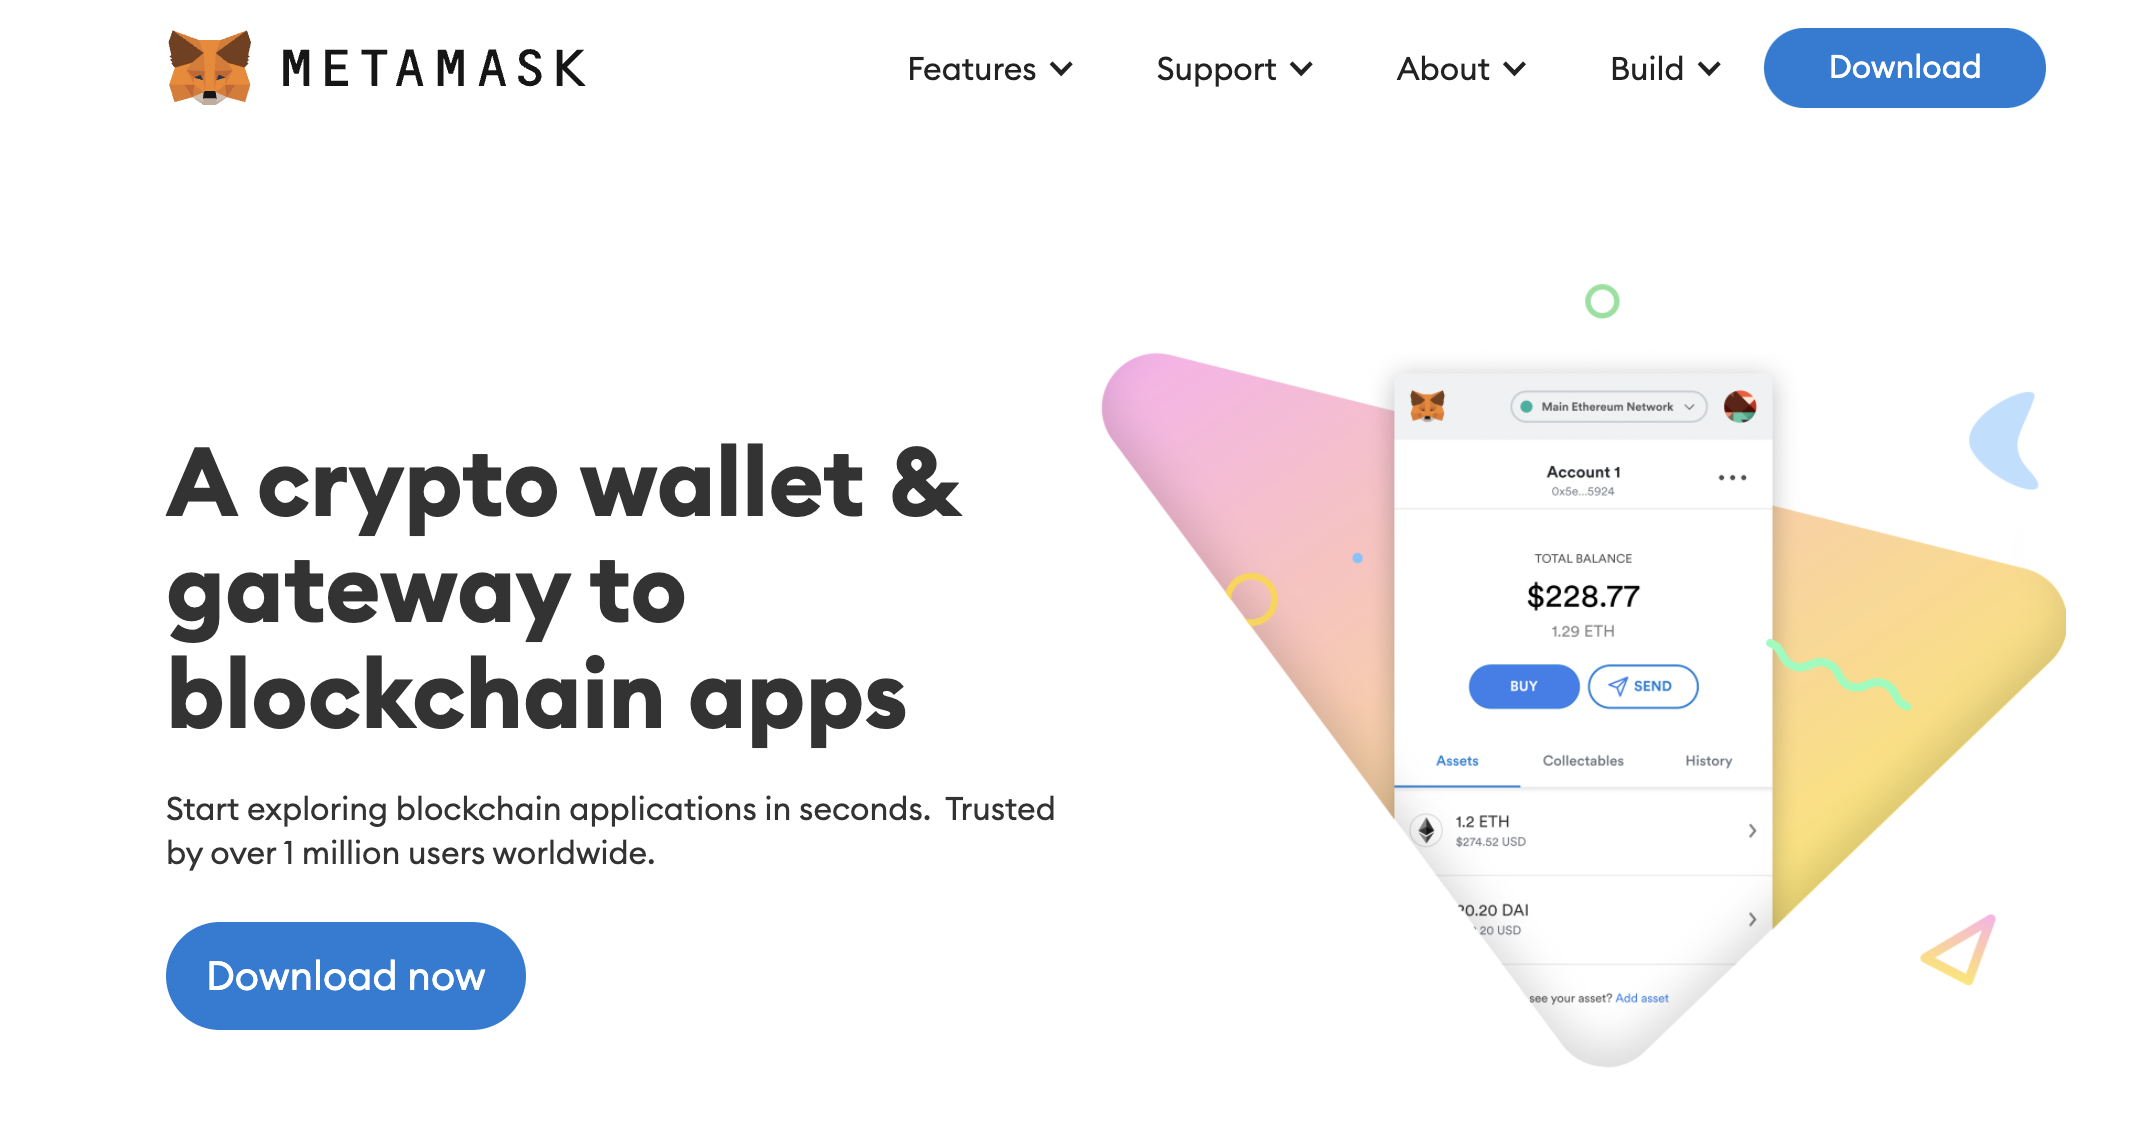 METAMASK
Features
Support
About
Build
Download
A crypto wallet &
gateway to
blockchain apps
Start exploring blockchain applications in seconds.  Trusted
by over 1 million users worldwide.
Download now
Main Ethereum Network
Account 1
0x5e...5924
TOTAL BALANCE
$228.77
1.29 ETH
BUY
SEND
Assets
Collectables
History
1.2 ETH
$274.52 USD
0.20 DAI
20 USD
see your asset? Add asset